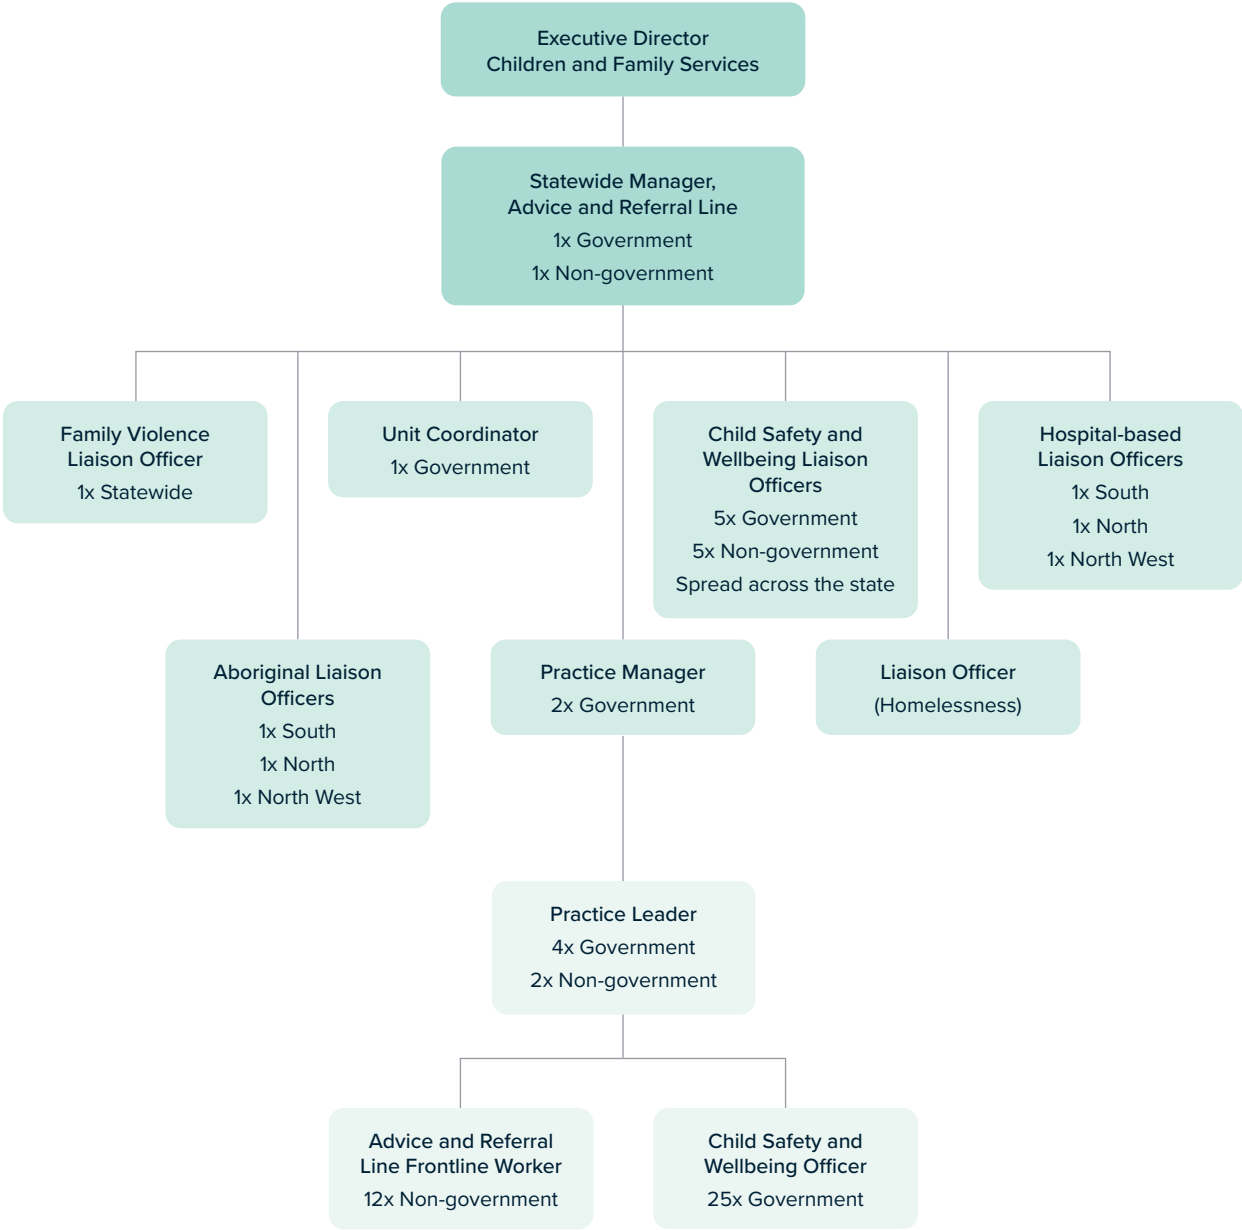 Executive Director
Children and Family Services
Statewide Manager,
Advice and Referral Line
1x Government
1x Non-government
Family Violence
Liaison Officer
1x Statewide
Unit Coordinator
1x Government
Child Safety and
Wellbeing Liaison
Officers
5x Government
5x Non-government
Spread across the state
Hospital-based
Liaison Officers
1x South
1x North
1x North West
Aboriginal Liaison
Officers
1x South
1x North
1x North West
Practice Manager
2x Government
Liaison Officer
(Homelessness)
Practice Leader
4x Government
2x Non-government
Advice and Referral
Line Frontline Worker
12x Non-government
Child Safety and
Wellbeing Officer
25x Government